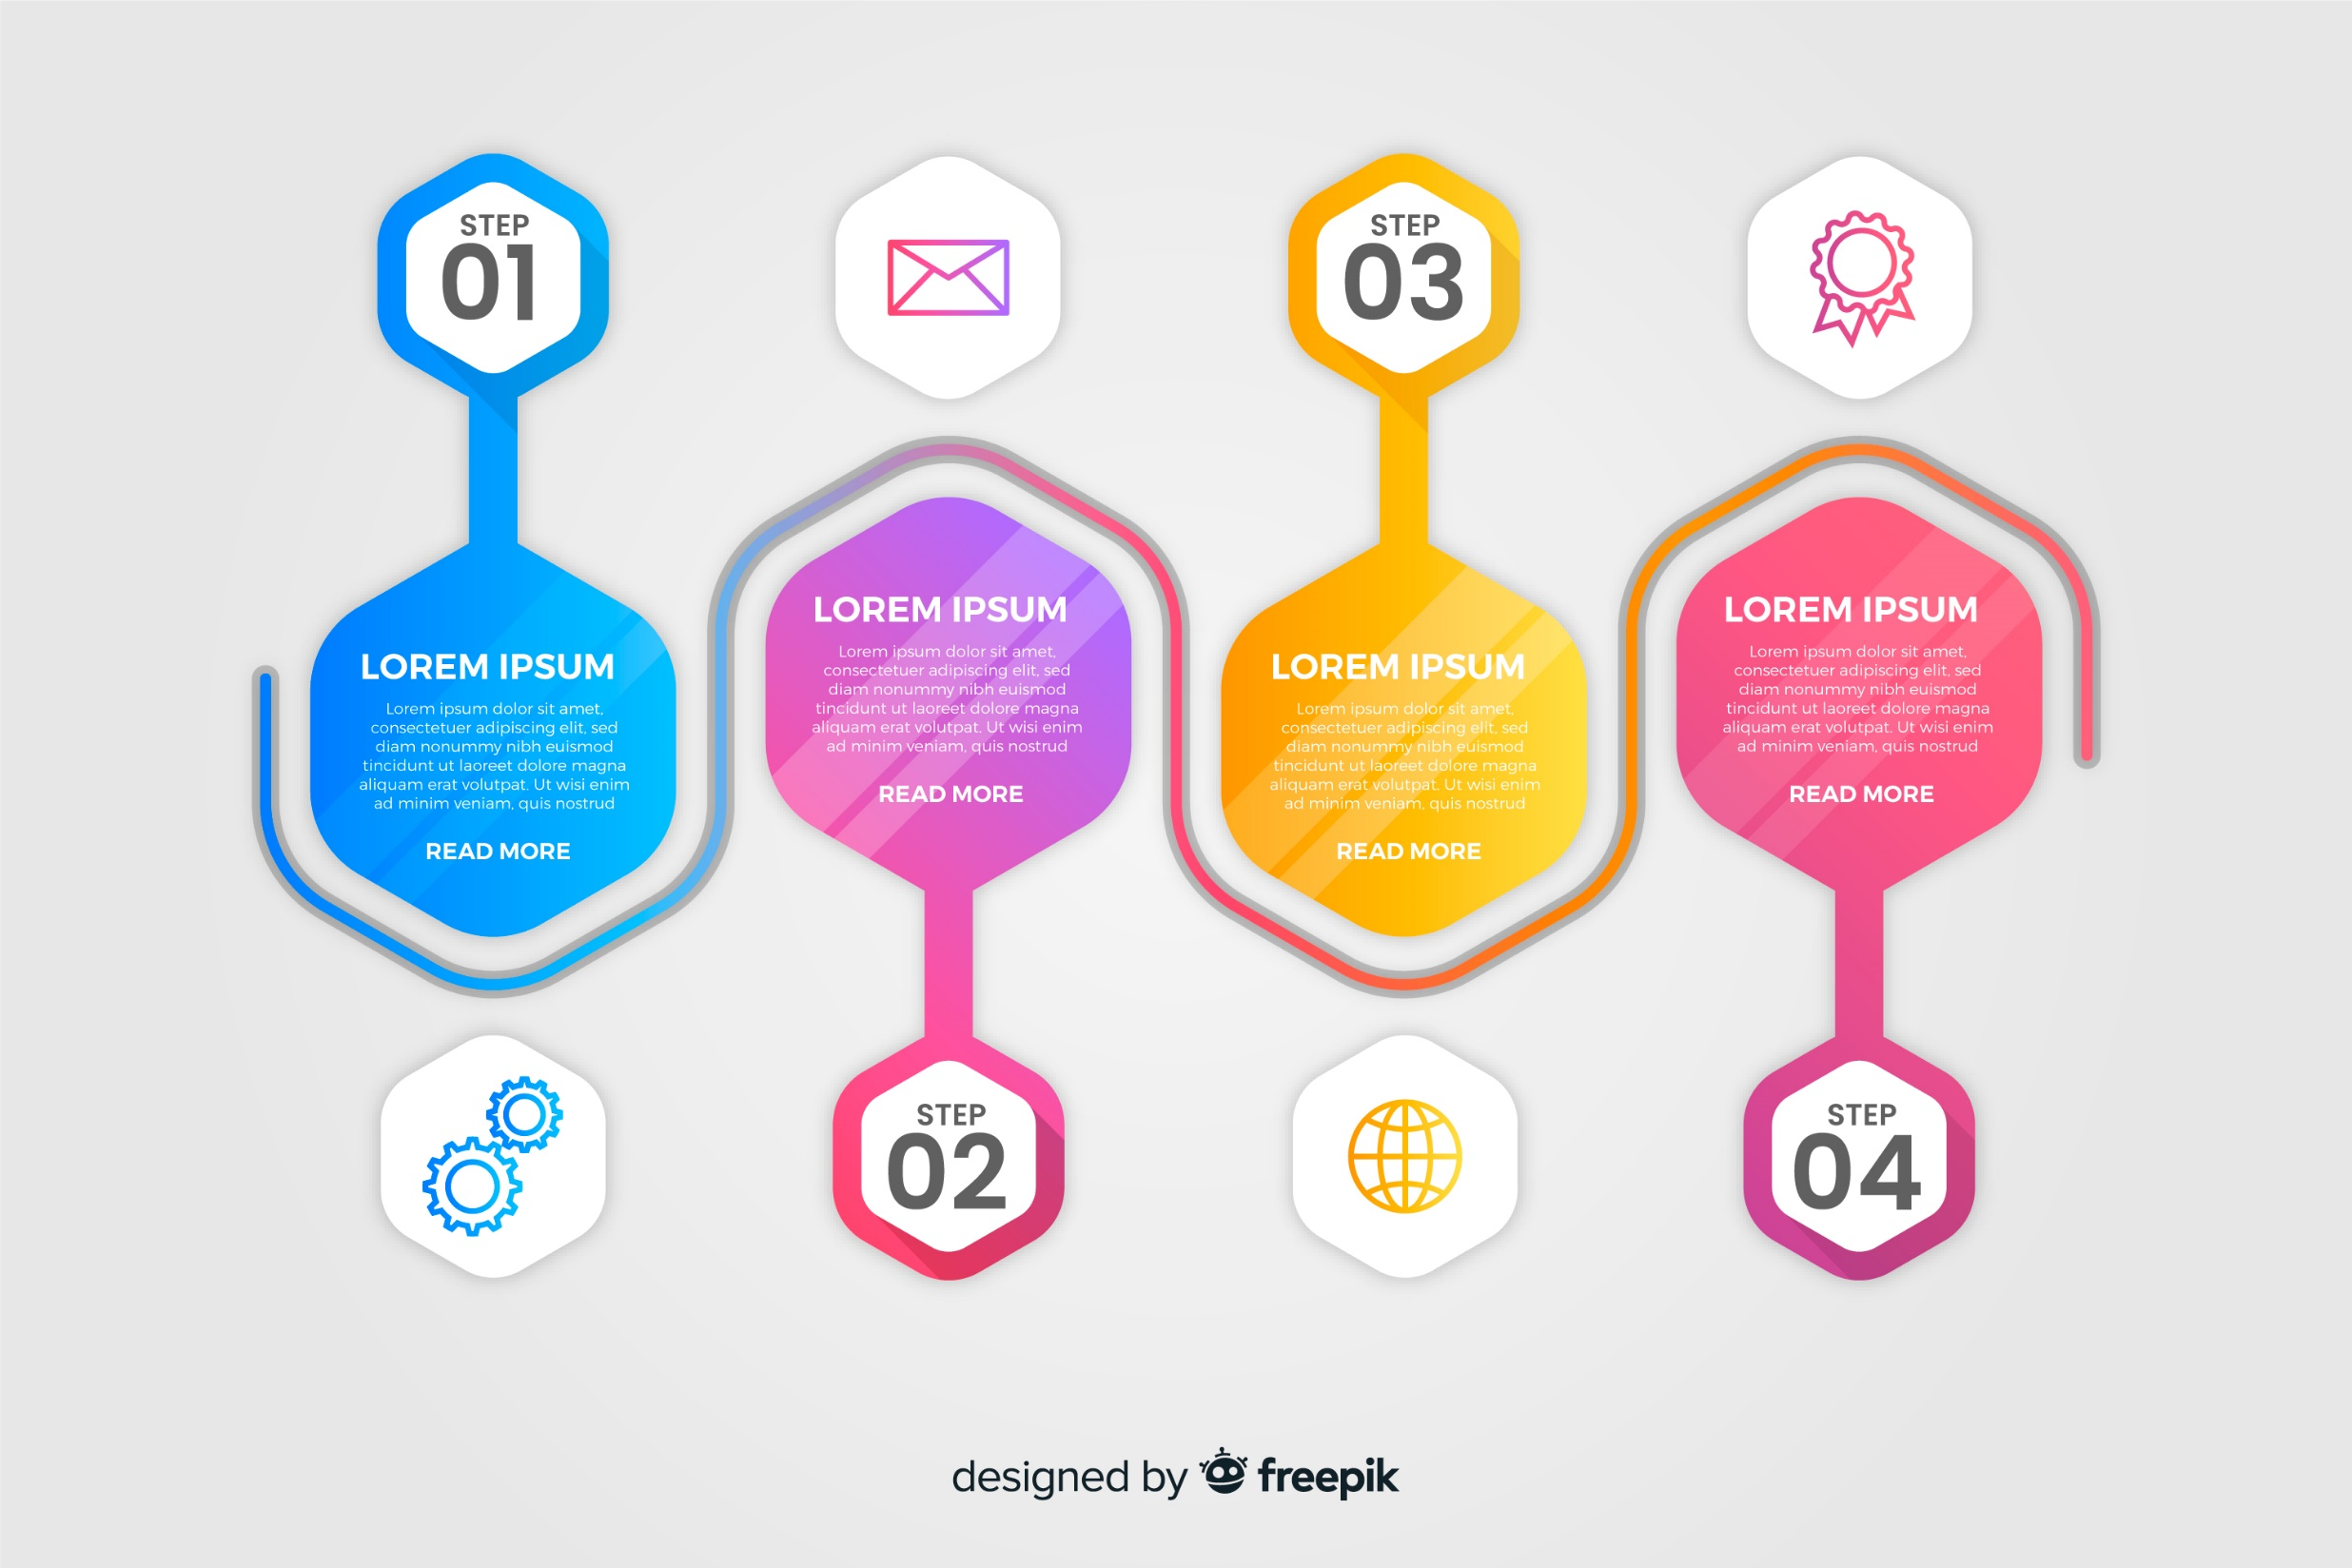 STEP
01
LOREM IPSUM
Lorem ipsum dolor sit amet,
consectetuer adipiscing elit, sed
diam nonummy nibh euismod
tincidunt ut laoreet dolore magna
aliquam erat volutpat. Ut wisi enim
ad minim veniam, quis nostrud
READ MORE
LOREM IPSUM
Lorem ipsum dolor sit amet,
consectetuer adipiscing elit, sed
diam nonummy nibh euismod
tincidunt ut laoreet dolore magna
aliquam erat volutpat. Ut wisi enim
ad minim veniam, quis nostrud
READ MORE
STEP
02
STEP
03
LOREM IPSUM
Lorem ipsum dolor sit amet,
consectetuer adipiscing elit, sed
diam nonummy nibh euismod
tincidunt ut laoreet dolore magna
aliquam erat volutpat. Ut wisi enim
ad minim veniam, quis nostrud
READ MORE
LOREM IPSUM
Lorem ipsum dolor sit amet,
consectetuer adipiscing elit, sed
diam nonummy nibh euismod
tincidunt ut laoreet dolore magna
aliquam erat volutpat. Ut wisi enim
ad minim veniam, quis nostrud
READ MORE
STEP
04
designed by freepik